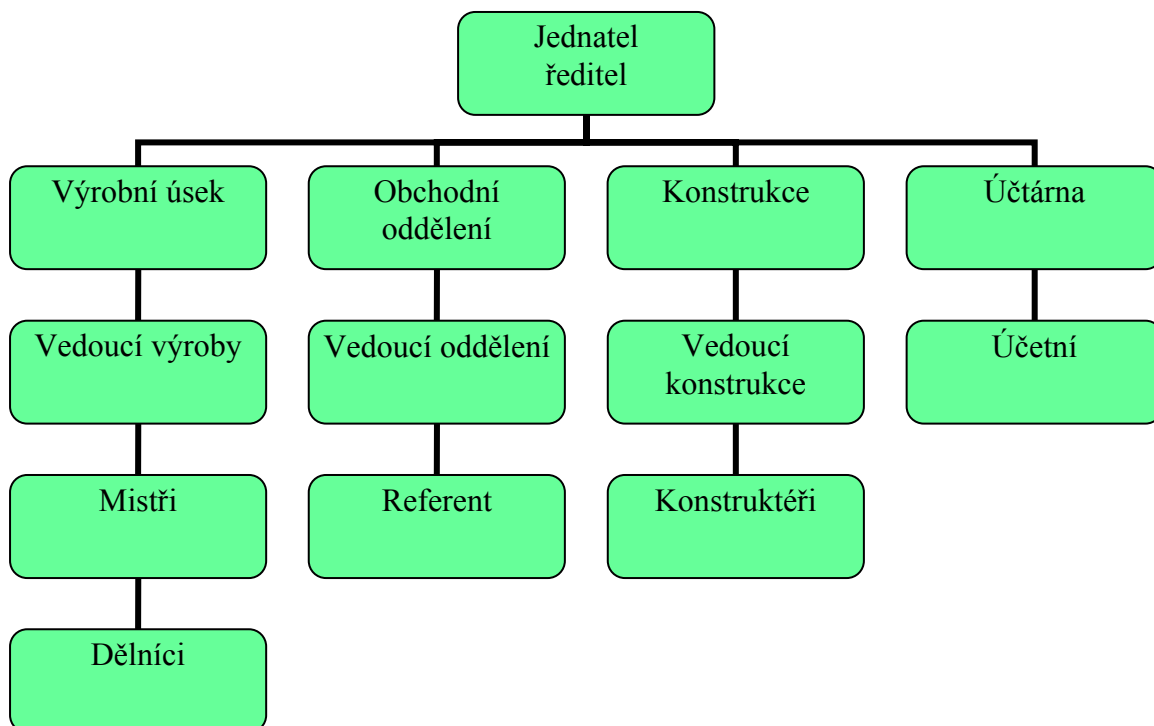 Jednatel
ředitel
Výrobní úsek
Obchodní
oddělení
Konstrukce
Účtárna
Vedoucí výroby
Vedoucí oddělení
Vedoucí
konstrukce
Účetní
Mistři
Referent
Konstruktéři
Dělníci